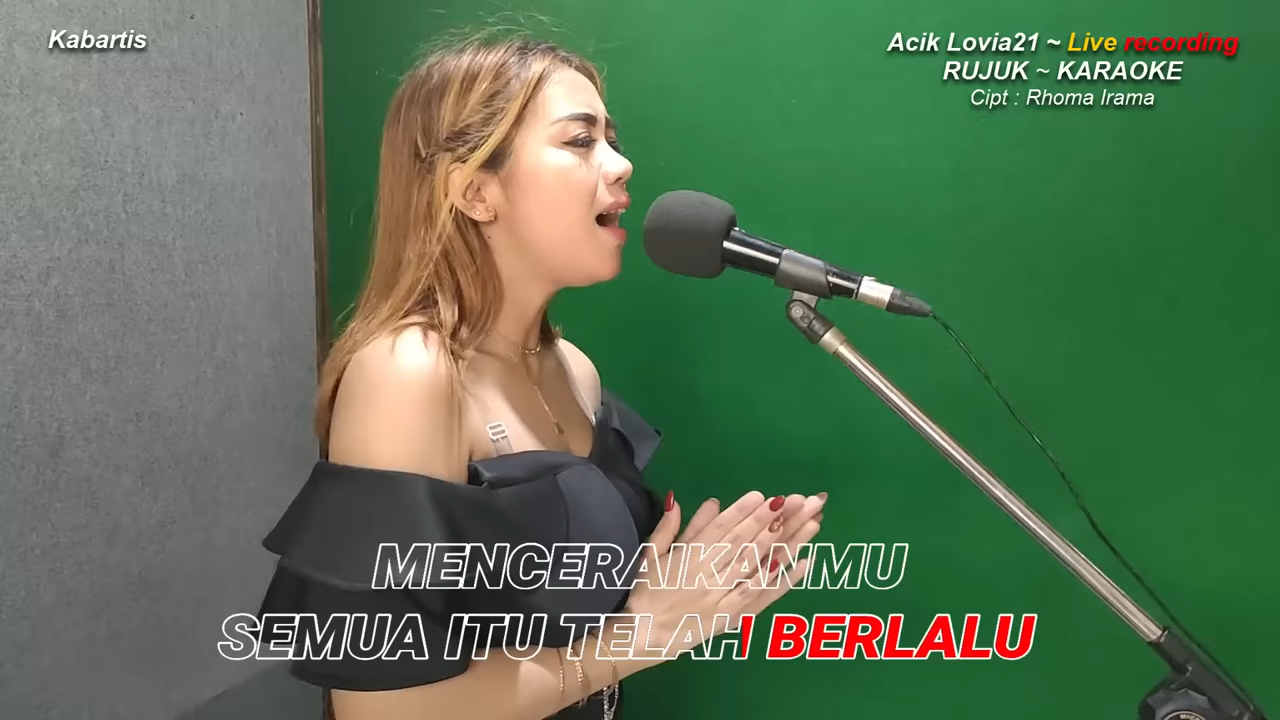 Kabartis
Acik Lovia21 ~ Live recording
RUJUK ~ KARAOKE
Cipt : Rhoma Irama
MENCERAIKANMU
SEMUA ITU TELAH BERLALU